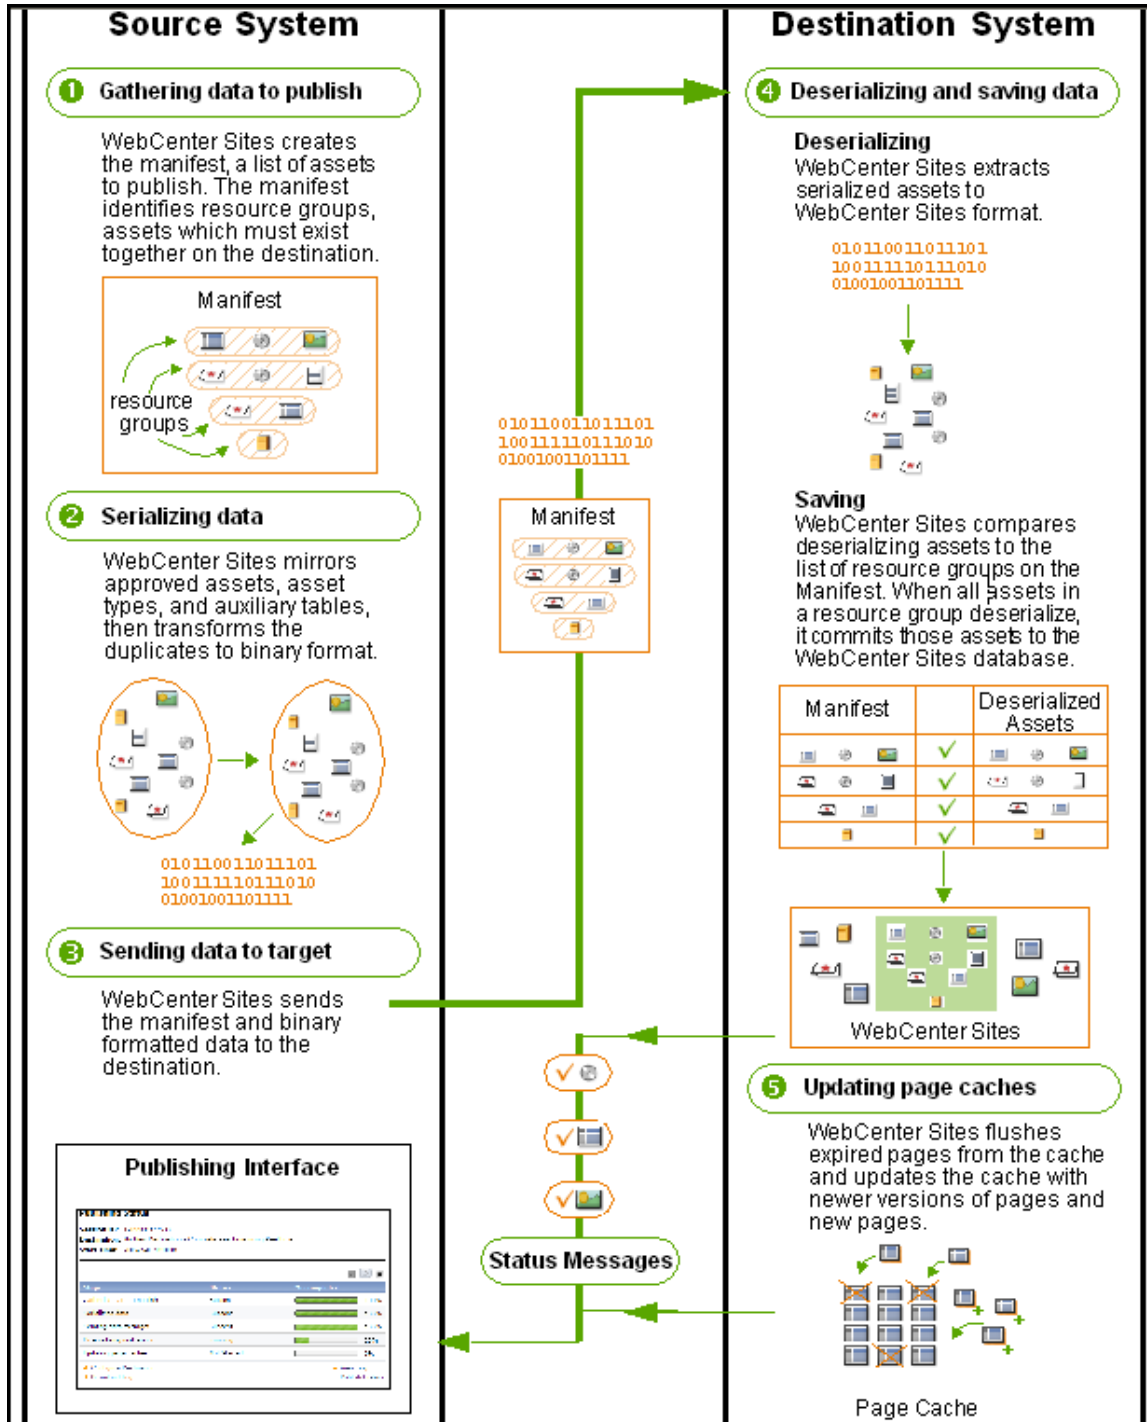 Source System
1 Gathering data to publish
WebCenter Sites creates
the manifest, a list of assets
to publish. The manifest
identifies resource groups,
assets which must exist
together on the destination.
Manifest
resource
groups
2 Serializing data
WebCenter Sites mirrors
approved assets, asset
types, and auxiliary tables,
then transforms the
duplicates to binary format.
010110011011101
100111110111010
01001001101111
3 Sending data to target
WebCenter Sites sends
the manifest and binary
formatted data to the
destination.
Publishing Interface
Publishing Status
010110011011101
100111110111010
01001001101111
Manifest
Status Messages
Destination System
4 Deserializing and saving data
Deserializing
WebCenter Sites extracts
serialized assets to
WebCenter Sites format.
010110011011101
100111110111010
01001001101111
Saving
WebCenter Sites compares
deserializing assets to the
list of resource groups on the
Manifest. When all assets in
a resource group deserialize,
it commits those assets to the
WebCenter Sites database.
Manifest
Deserialized
Assets
WebCenter Sites
5 Updating page caches
WebCenter Sites flushes
expired pages from the cache
and updates the cache with
newer versions of pages and
new pages.
Page Cache